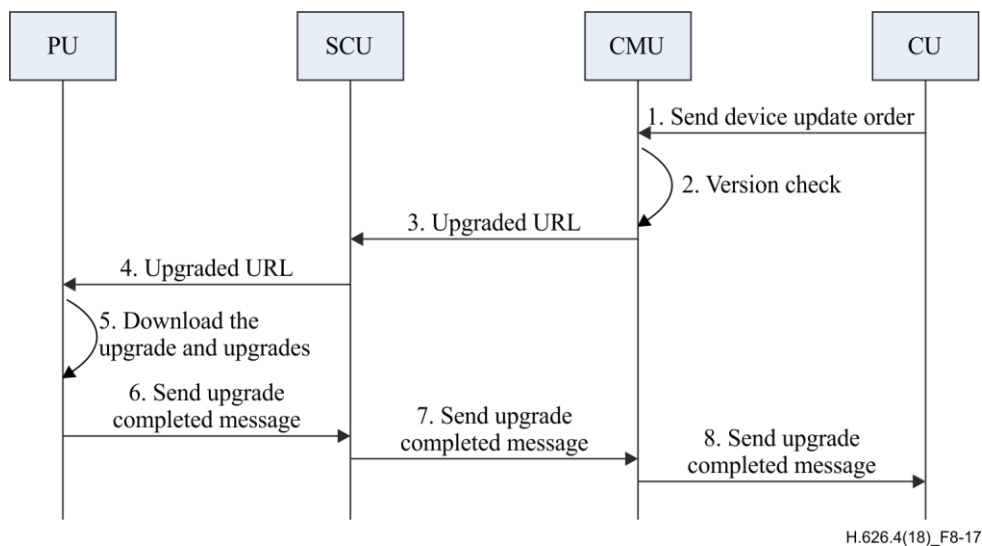 PU
SCU
CMU
CU
1. Send device update order
2. Version check
3. Upgraded URL
4. Upgraded URL
5. Download the
upgrade and upgrades
6. Send upgrade
completed message
7. Send upgrade
completed message
8. Send upgrade
completed message
H.626.4(18)_F8-17